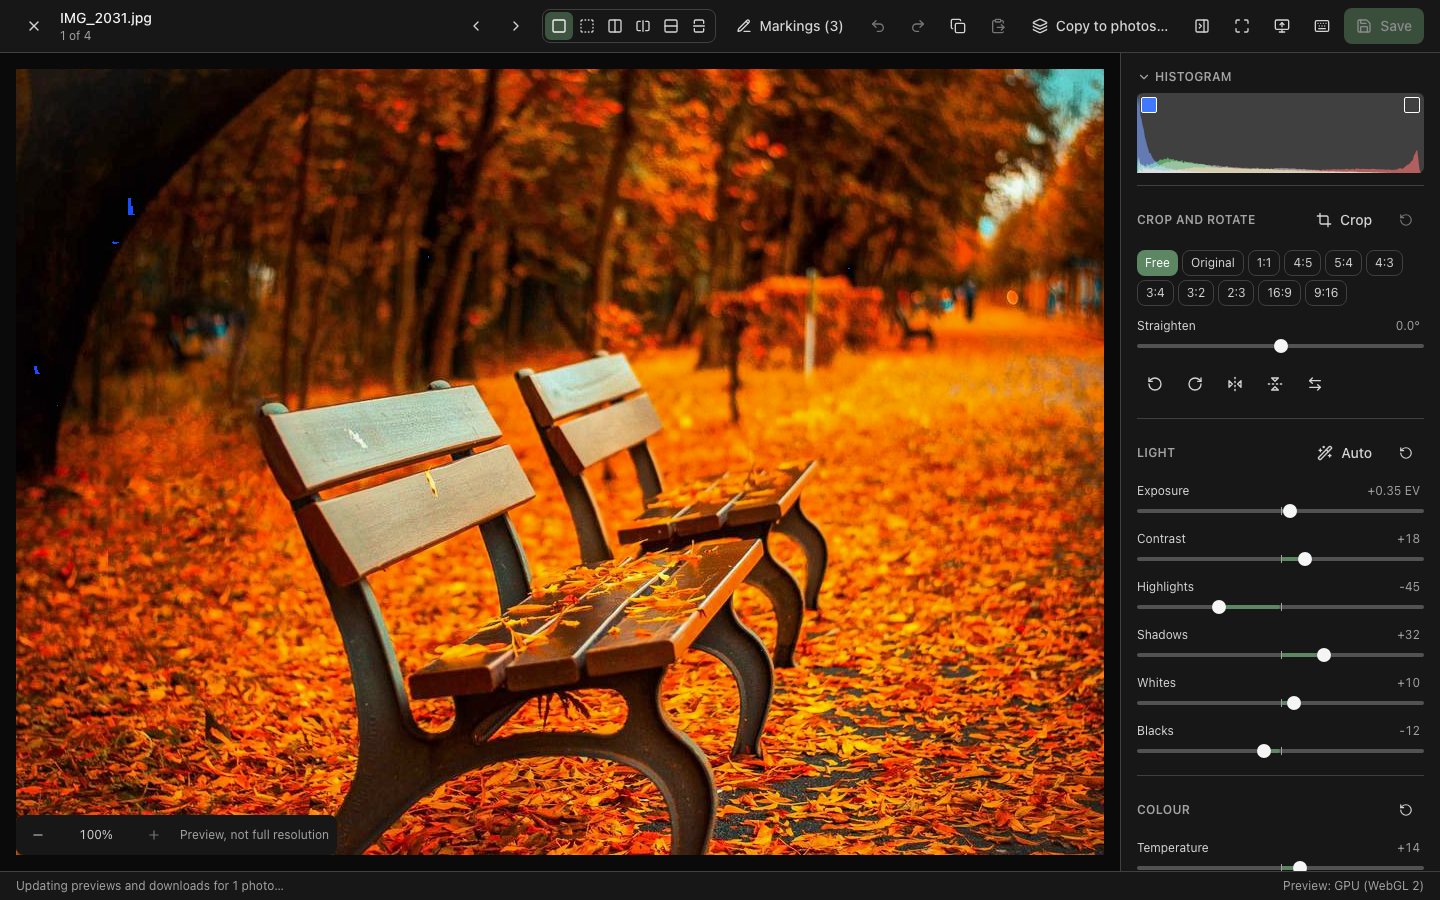 IMG_2031.jpg
1 of 4
Markings (3)
Copy to photos...
Save
HISTOGRAM
CROP AND ROTATE
Crop
Free Original 1:1 4:5 5:4 4:3
3:4 3:2 2:3 16:9 9:16
Straighten 0.0°
LIGHT
Auto
Exposure +0.35 EV
Contrast +18
Highlights -45
Shadows +32
Whites +10
Blacks -12
COLOUR
Temperature +14
100%
Preview, not full resolution
Updating previews and downloads for 1 photo...
Preview: GPU (WebGL 2)